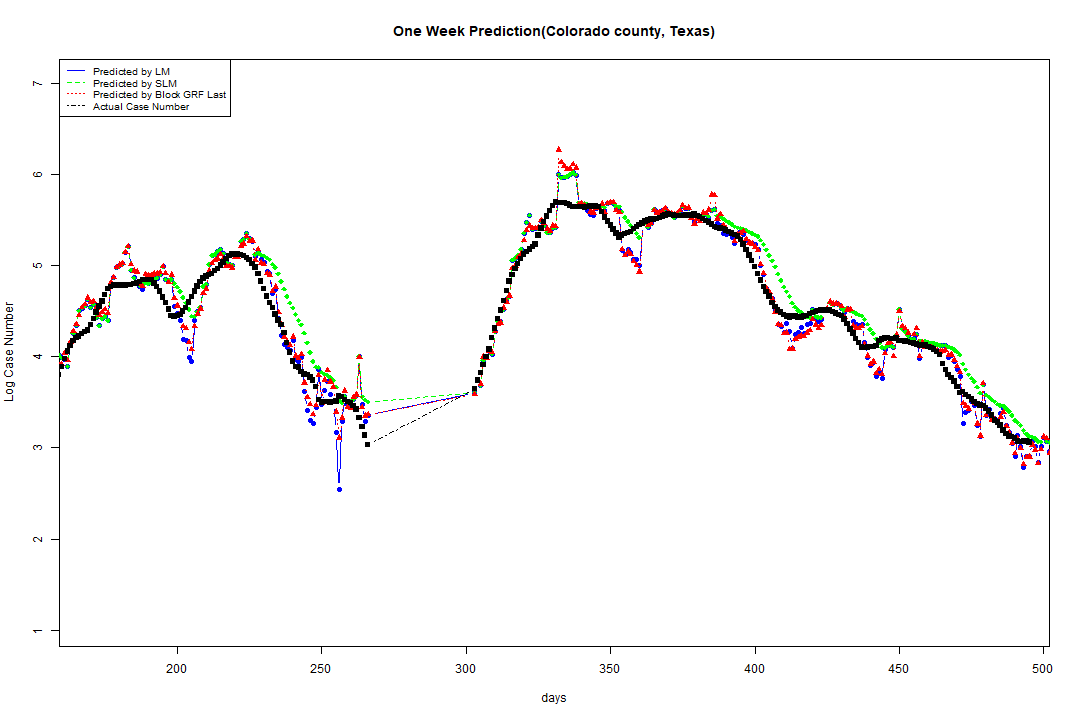 One Week Prediction(Colorado county, Texas)
Predicted by LM
Predicted by SLM
Predicted by Block GRF Last
Actual Case Number
Log Case Number
7
6
5
4
3
2
1
200 250 300 350 400 450 500
days